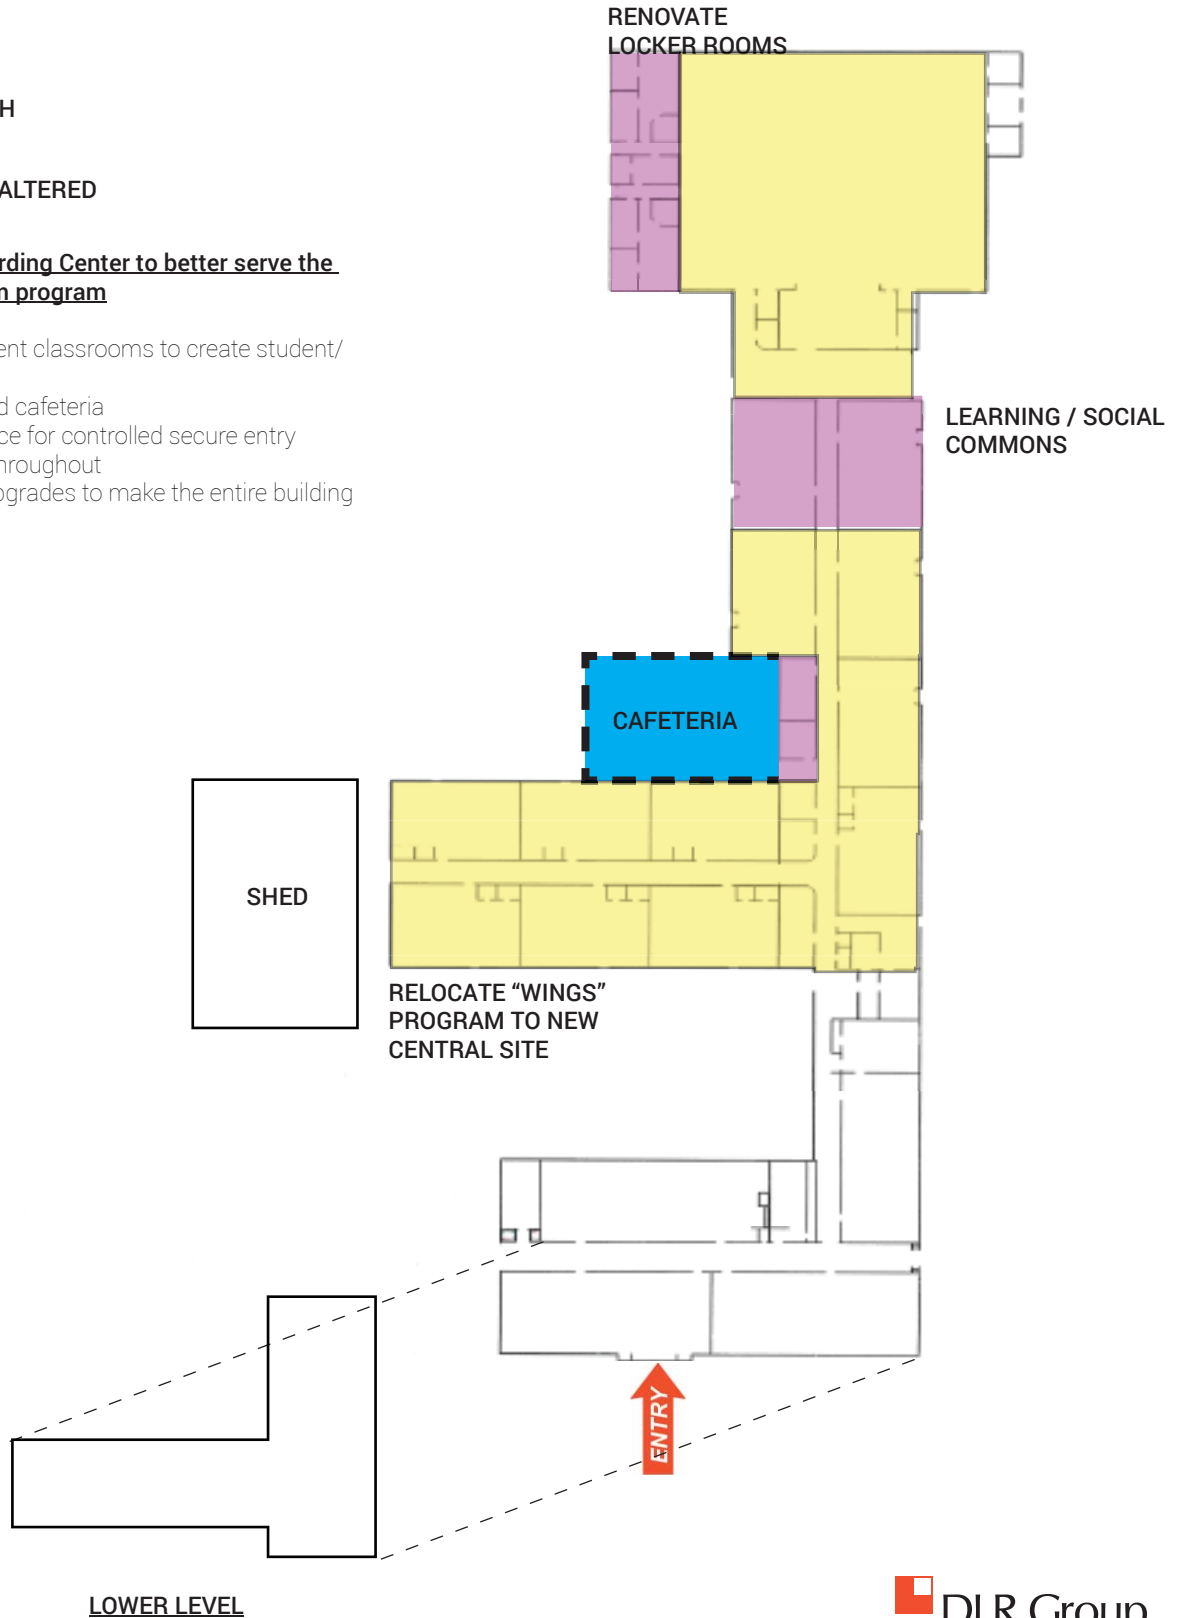 RENOVATE
LOCKER ROOMS
H
ALTERED
rding Center to better serve the
n program
ent classrooms to create student/
d cafeteria
ce for controlled secure entry
hroughout
pgrades to make the entire building
LEARNING / SOCIAL
COMMONS
CAFETERIA
SHED
RELOCATE “WINGS”
PROGRAM TO NEW
CENTRAL SITE
ENTRY
LOWER LEVEL
DLR Group